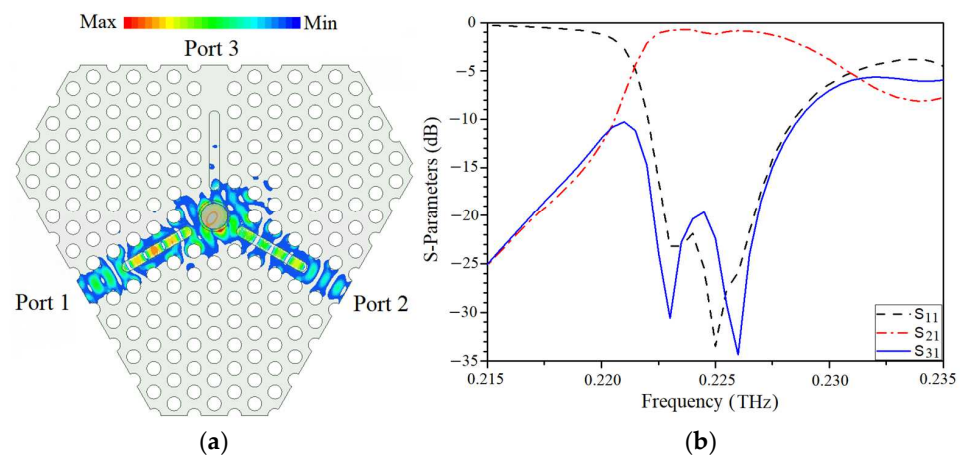 Max Min
Port 3
Port 1
Port 2
(a)
0
−5
−10
−15
−20
−25
−30
−35
S-Parameters (dB)
S11
S21
S31
0.215 0.220 0.225 0.230 0.235
Frequency (THz)
(b)